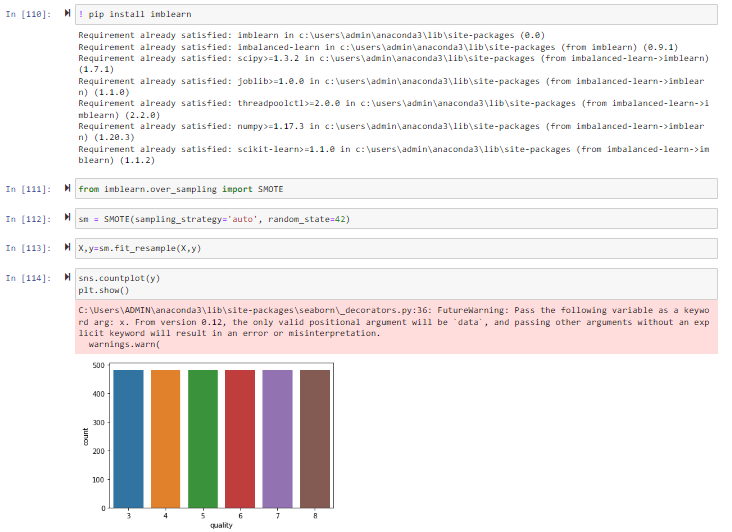 In [110]: ! pip install imblearn
Requirement already satisfied: imblearn in c:\users\admin\anaconda3\lib\site-packages (0.0)
Requirement already satisfied: imbalanced-learn in c:\users\admin\anaconda3\lib\site-packages (from imblearn) (0.9.1)
Requirement already satisfied: scipy>=1.3.2 in c:\users\admin\anaconda3\lib\site-packages (from imbalanced-learn->imblearn)
(1.7.1)
Requirement already satisfied: joblib>=1.0.0 in c:\users\admin\anaconda3\lib\site-packages (from imbalanced-learn->imblear
n) (1.1.0)
Requirement already satisfied: threadpoolctl>=2.0.0 in c:\users\admin\anaconda3\lib\site-packages (from imbalanced-learn->i
mblearn) (2.2.0)
Requirement already satisfied: numpy>=1.17.3 in c:\users\admin\anaconda3\lib\site-packages (from imbalanced-learn->imblear
n) (1.20.3)
Requirement already satisfied: scikit-learn>=1.1.0 in c:\users\admin\anaconda3\lib\site-packages (from imbalanced-learn->im
blearn) (1.1.2)
In [111]: from imblearn.over_sampling import SMOTE
In [112]: sm = SMOTE(sampling_strategy='auto', random_state=42)
In [113]: X,y=sm.fit_resample(X,y)
In [114]: sns.countplot(y)
plt.show()
C:\Users\ADMIN\anaconda3\lib\site-packages\seaborn\_decorators.py:36: FutureWarning: Pass the following variable as a keywo
rd arg: x. From version 0.12, the only valid positional argument will be `data`, and passing other arguments without an exp
licit keyword will result in an error or misinterpretation.
warnings.warn(
500
400
300
200
100
0
count
3 4 5 6 7 8
quality